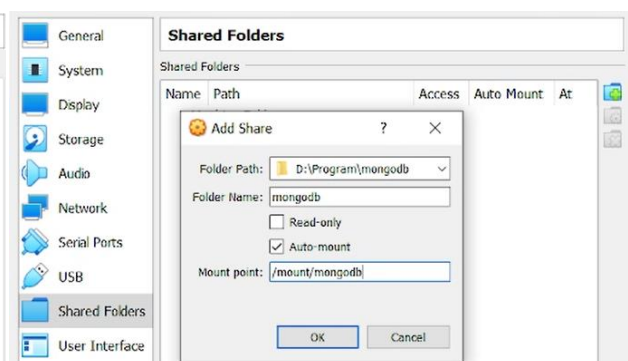 General
System
Display
Storage
Audio
Network
Serial Ports
USB
Shared Folders
User Interface
Shared Folders
Shared Folders
Name Path Access Auto Mount At
Add Share ? ×
Folder Path: D:\Program\mongodb
Folder Name: mongodb
Read-only
Auto-mount
Mount point: /mount/mongodb
OK Cancel